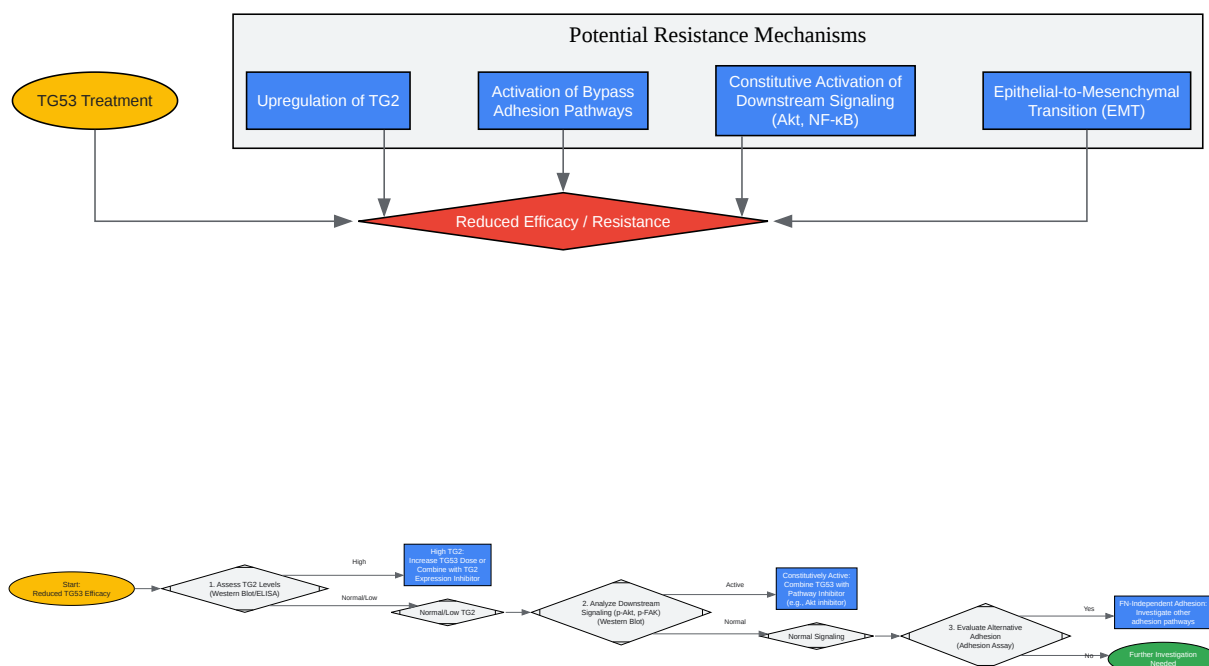 Potential Resistance Mechanisms
TG53 Treatment
Upregulation of TG2
Activation of Bypass
Adhesion Pathways
Constitutive Activation of
Downstream Signaling
(Akt, NF-κB)
Epithelial-to-Mesenchymal
Transition (EMT)
Reduced Efficacy / Resistance
Start:
Reduced TG53 Efficacy
1. Assess TG2 Levels
(Western Blot/ELISA)
High
Normal/Low
High TG2:
Increase TG53 Dose or
Combine with TG2
Expression Inhibitor
Normal/Low TG2
2. Analyze Downstream
Signaling (p-Akt, p-FAK)
(Western Blot)
Active
Normal
Constitutively Active:
Combine TG53 with
Pathway Inhibitor
(e.g., Akt inhibitor)
Normal Signaling
3. Evaluate Alternative
Adhesion
(Adhesion Assay)
Yes
No
FN-Independent Adhesion:
Investigate other
adhesion pathways
Further Investigation
Needed